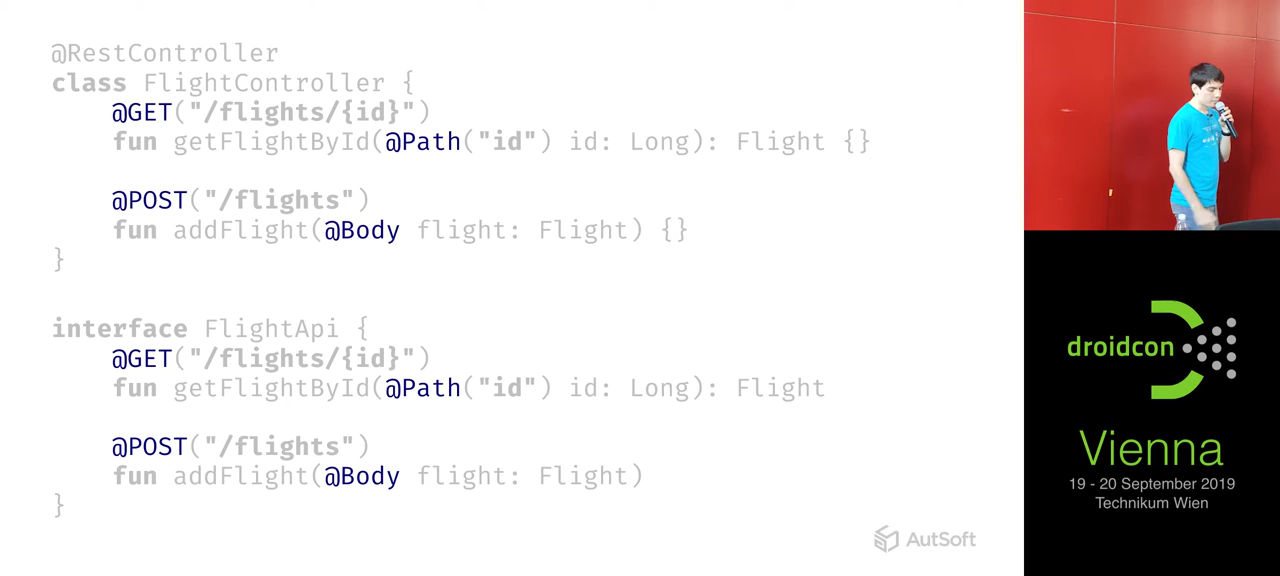 @RestController
class FlightController {
    @GET("/flights/{id}")
    fun getFlightById(@Path("id") id: Long): Flight {}

    @POST("/flights")
    fun addFlight(@Body flight: Flight) {}
}

interface FlightApi {
    @GET("/flights/{id}")
    fun getFlightById(@Path("id") id: Long): Flight

    @POST("/flights")
    fun addFlight(@Body flight: Flight)
}
AutSoft
droidcon
Vienna
19 - 20 September 2019
Technikum Wien